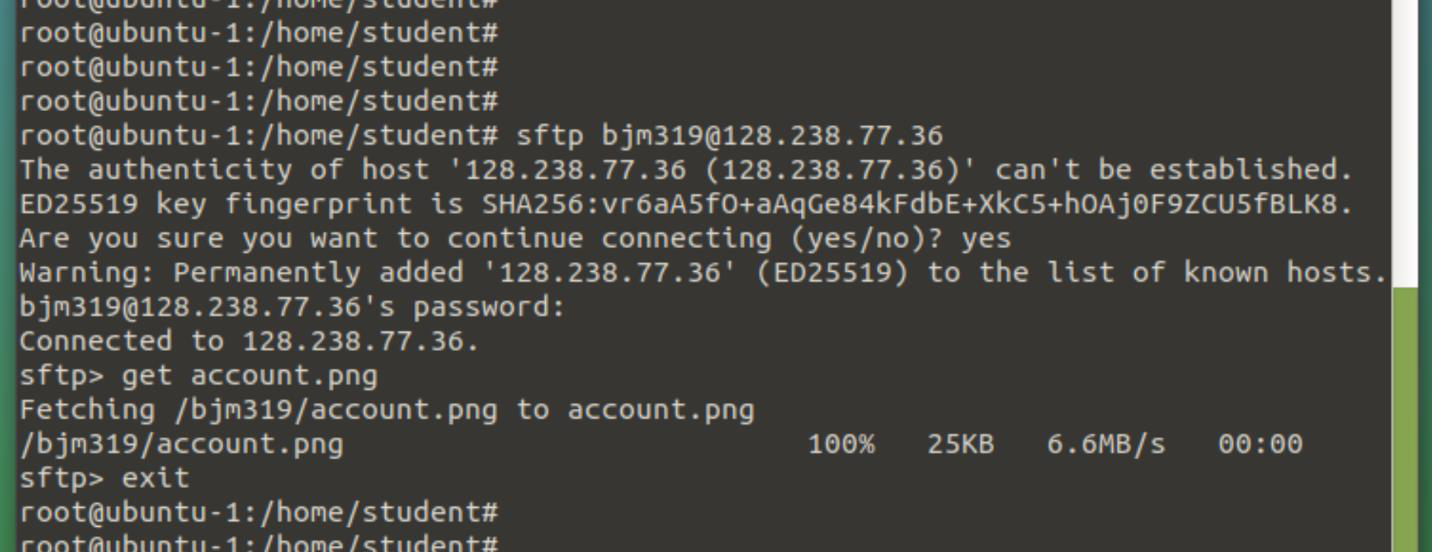 root@ubuntu-1:/home/student#
root@ubuntu-1:/home/student#
root@ubuntu-1:/home/student#
root@ubuntu-1:/home/student#
root@ubuntu-1:/home/student# sftp bjm319@128.238.77.36
The authenticity of host '128.238.77.36 (128.238.77.36)' can't be established.
ED25519 key fingerprint is SHA256:vr6aA5fO+aAqGe84kFdbE+XkC5+hOAj0F9ZCU5fBLK8.
Are you sure you want to continue connecting (yes/no)? yes
Warning: Permanently added '128.238.77.36' (ED25519) to the list of known hosts.
bjm319@128.238.77.36's password:
Connected to 128.238.77.36.
sftp> get account.png
Fetching /bjm319/account.png to account.png
/bjm319/account.png 100% 25KB 6.6MB/s 00:00
sftp> exit
root@ubuntu-1:/home/student#
root@ubuntu-1:/home/student#